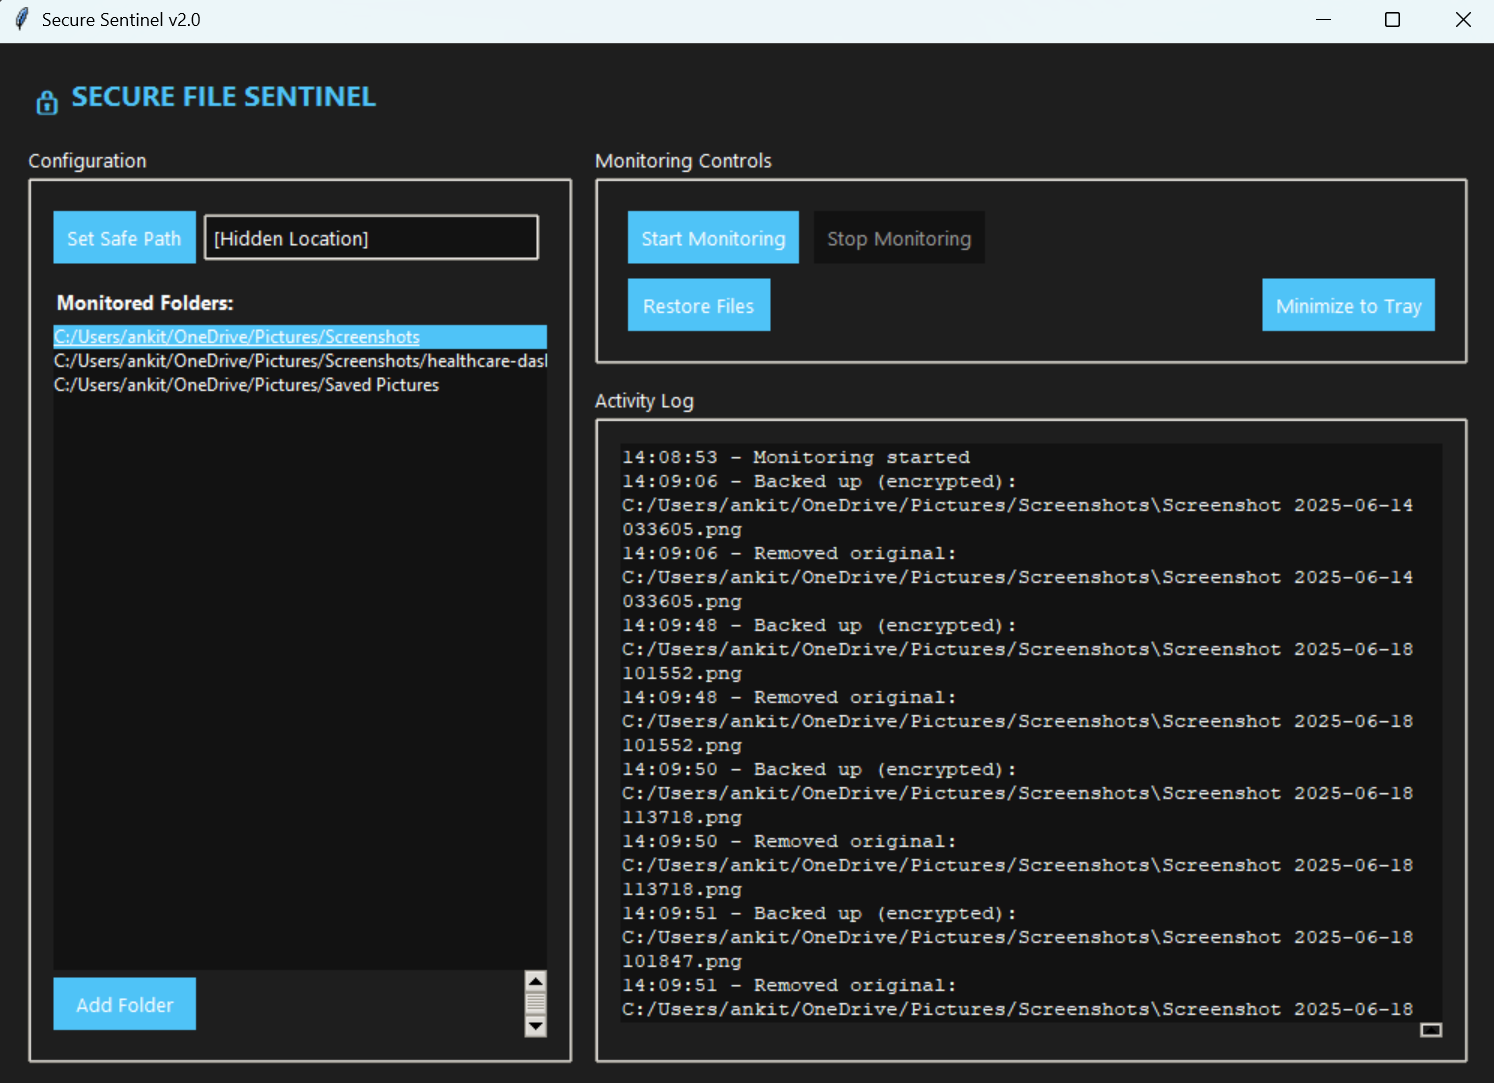 Secure Sentinel v2.0
SECURE FILE SENTINEL
Configuration
Set Safe Path
[Hidden Location]
Monitored Folders:
C:/Users/ankit/OneDrive/Pictures/Screenshots
C:/Users/ankit/OneDrive/Pictures/Screenshots/healthcare-dasl
C:/Users/ankit/OneDrive/Pictures/Saved Pictures
Add Folder
Monitoring Controls
Start Monitoring
Stop Monitoring
Restore Files
Minimize to Tray
Activity Log
14:08:53 - Monitoring started
14:09:06 - Backed up (encrypted):
C:/Users/ankit/OneDrive/Pictures/Screenshots\Screenshot 2025-06-14
033605.png
14:09:06 - Removed original:
C:/Users/ankit/OneDrive/Pictures/Screenshots\Screenshot 2025-06-14
033605.png
14:09:48 - Backed up (encrypted):
C:/Users/ankit/OneDrive/Pictures/Screenshots\Screenshot 2025-06-18
101552.png
14:09:48 - Removed original:
C:/Users/ankit/OneDrive/Pictures/Screenshots\Screenshot 2025-06-18
101552.png
14:09:50 - Backed up (encrypted):
C:/Users/ankit/OneDrive/Pictures/Screenshots\Screenshot 2025-06-18
113718.png
14:09:50 - Removed original:
C:/Users/ankit/OneDrive/Pictures/Screenshots\Screenshot 2025-06-18
113718.png
14:09:51 - Backed up (encrypted):
C:/Users/ankit/OneDrive/Pictures/Screenshots\Screenshot 2025-06-18
101847.png
14:09:51 - Removed original:
C:/Users/ankit/OneDrive/Pictures/Screenshots\Screenshot 2025-06-18